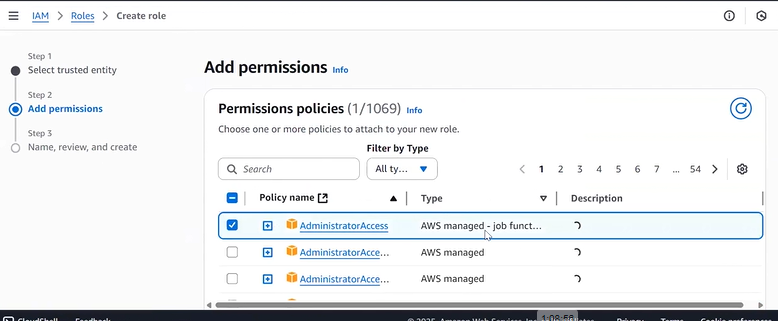 IAM > Roles > Create role
Step 1
Select trusted entity
Step 2
Add permissions
Step 3
Name, review, and create
Add permissions Info
Permissions policies (1/1069) Info
Choose one or more policies to attach to your new role.
Filter by Type
Search
All ty...
1 2 3 4 5 6 7 ... 54
Policy name Type Description
AdministratorAccess AWS managed - job funct...
AdministratorAcce... AWS managed
AdministratorAcce... AWS managed
CloudShell Feedback © 2025, Amazon Web Services, Inc. Privacy Terms Cookie preferences
1:08:56